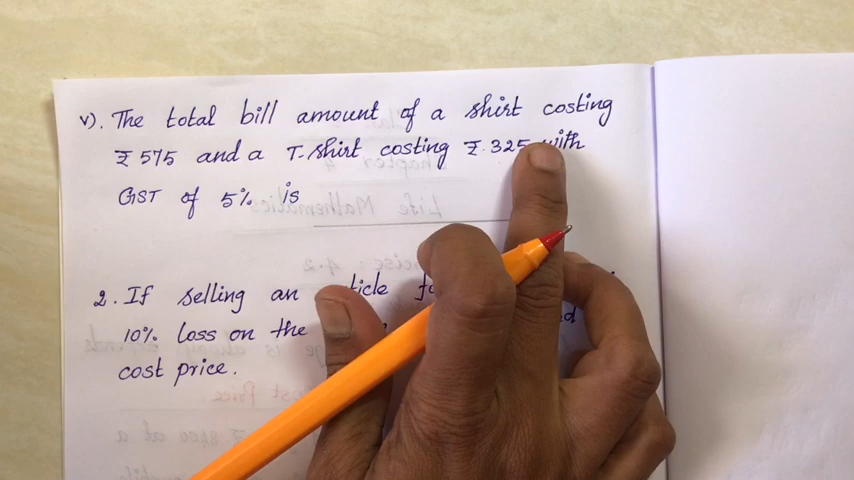 v). The total bill amount of a shirt costing
₹ 575 and a T-shirt costing ₹.325 with
GST of 5% is
2. If selling an
10% loss on the
cost price.